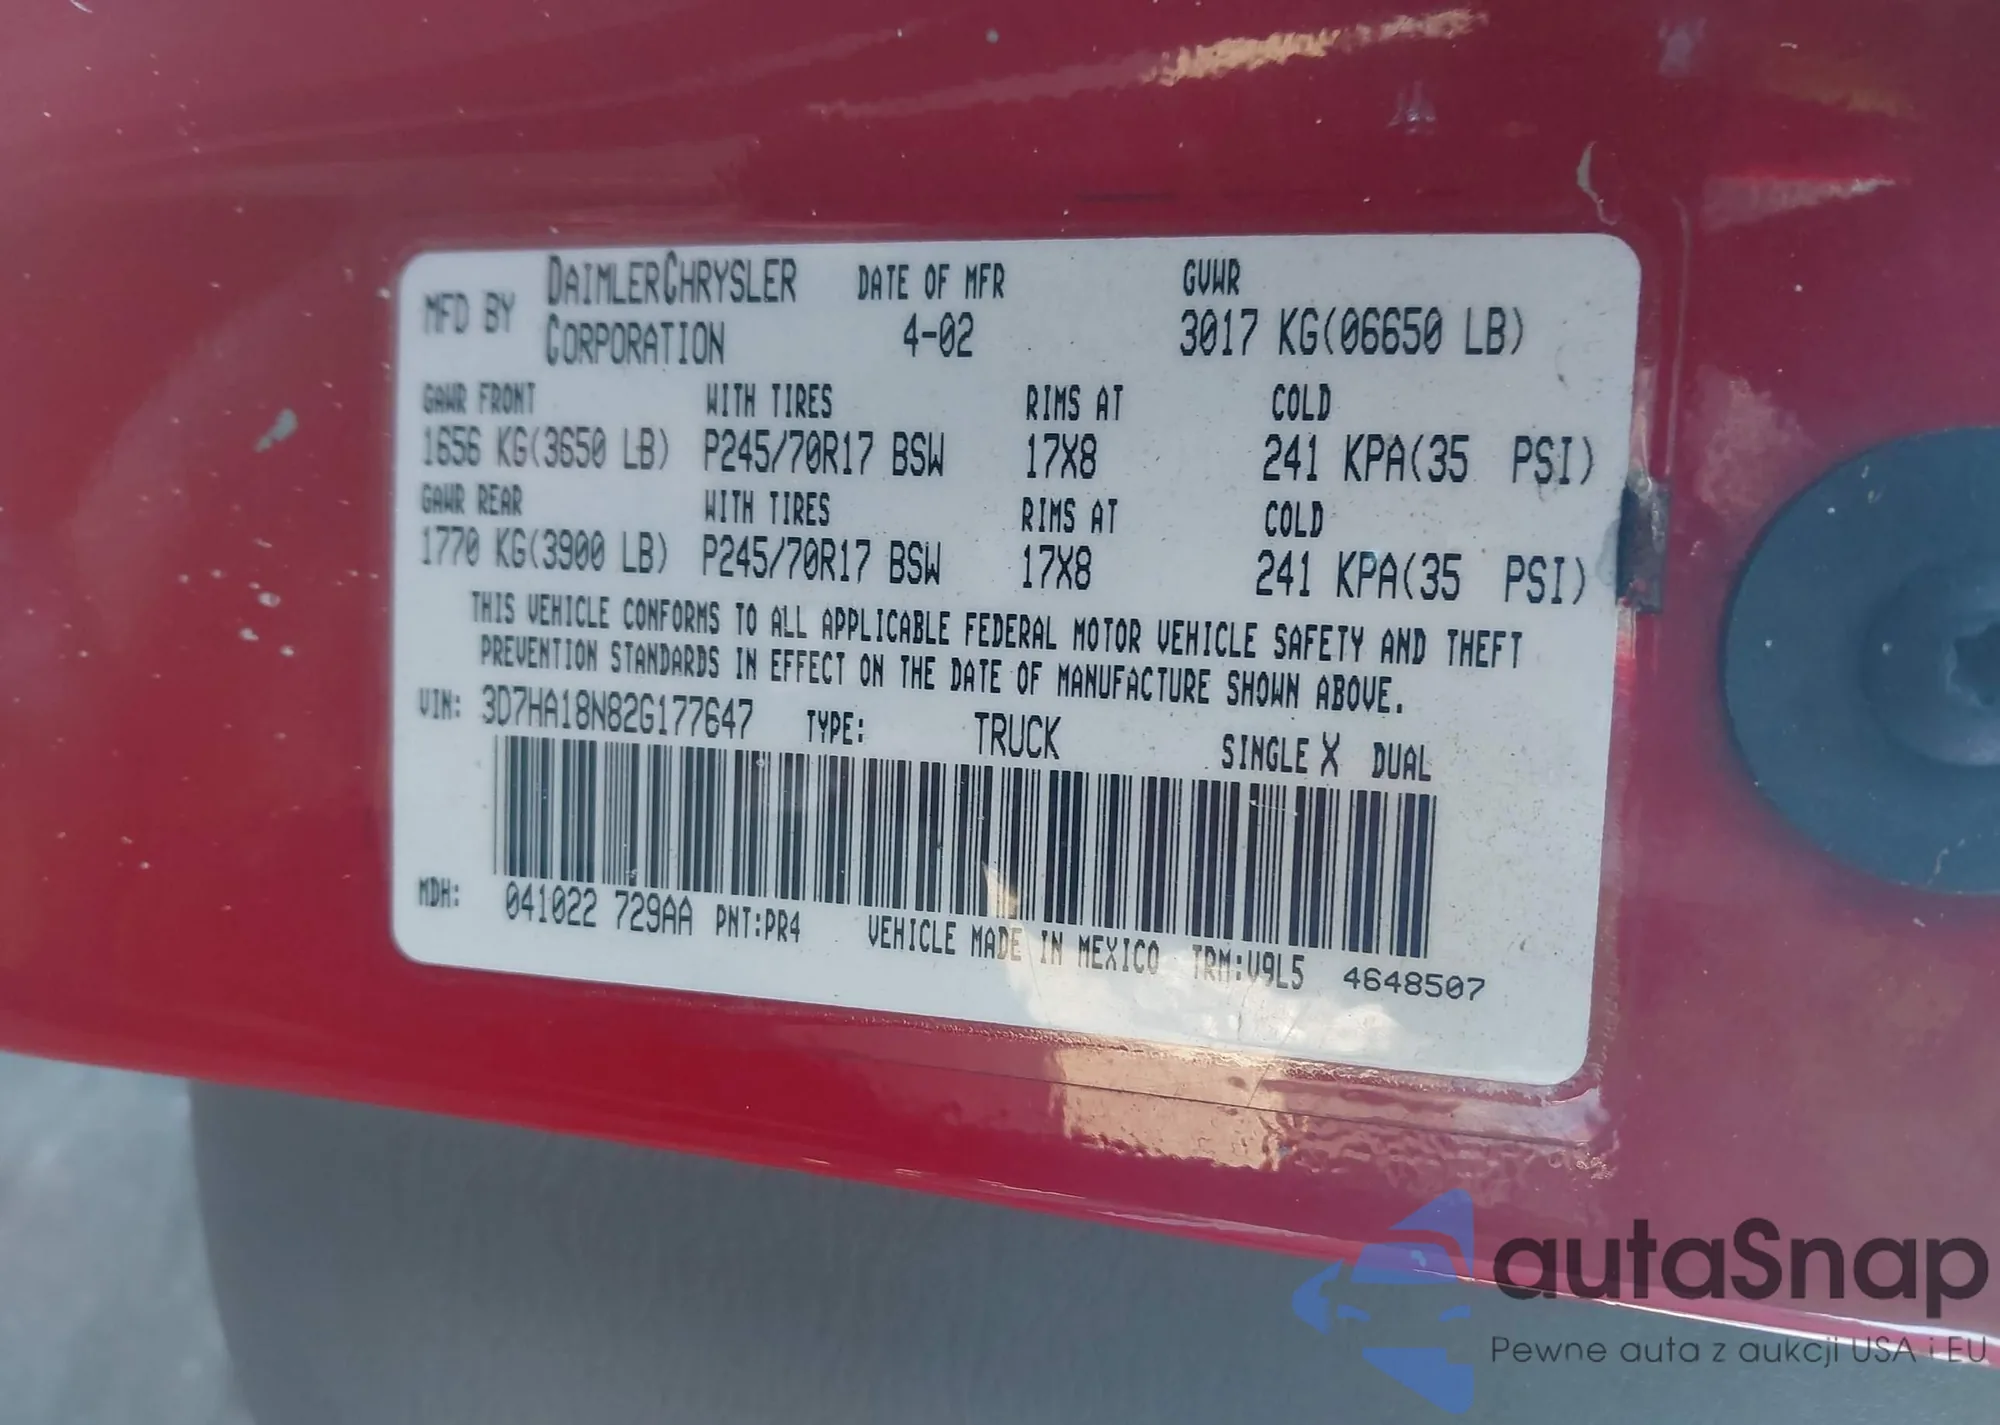 MFD BY DAIMLERCHRYSLER CORPORATION DATE OF MFR 4-02 GVWR 3017 KG(06650 LB)
GAWR FRONT WITH TIRES RIMS AT COLD
1656 KG(3650 LB) P245/70R17 BSW 17X8 241 KPA(35 PSI)
GAWR REAR WITH TIRES RIMS AT COLD
1770 KG(3900 LB) P245/70R17 BSW 17X8 241 KPA(35 PSI)
THIS VEHICLE CONFORMS TO ALL APPLICABLE FEDERAL MOTOR VEHICLE SAFETY AND THEFT
PREVENTION STANDARDS IN EFFECT ON THE DATE OF MANUFACTURE SHOWN ABOVE.
VIN: 3D7HA18N82G177647 TYPE: TRUCK SINGLE X DUAL
MDH: 041022 729AA PNT:PR4 VEHICLE MADE IN MEXICO TRM:V9L5 4648507
autaSnap
Pewne auta z aukcji USA i EU